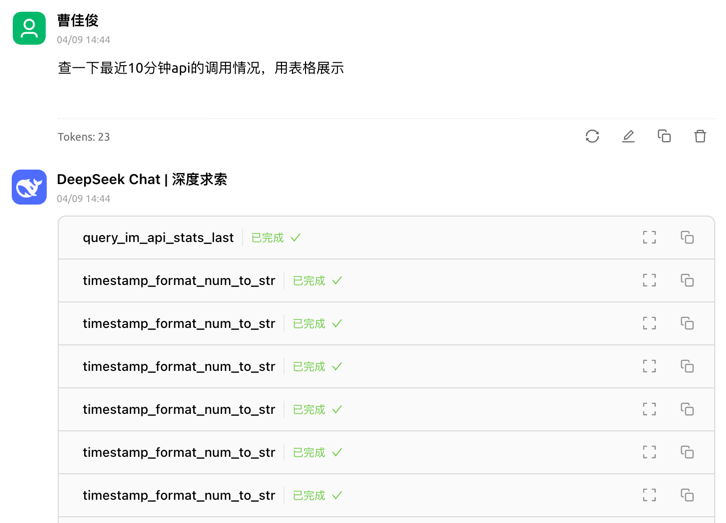 曹佳俊
04/09 14:44
查一下最近10分钟api的调用情况，用表格展示
Tokens: 23
DeepSeek Chat | 深度求索
04/09 14:44
query_im_api_stats_last 已完成
timestamp_format_num_to_str 已完成
timestamp_format_num_to_str 已完成
timestamp_format_num_to_str 已完成
timestamp_format_num_to_str 已完成
timestamp_format_num_to_str 已完成
timestamp_format_num_to_str 已完成